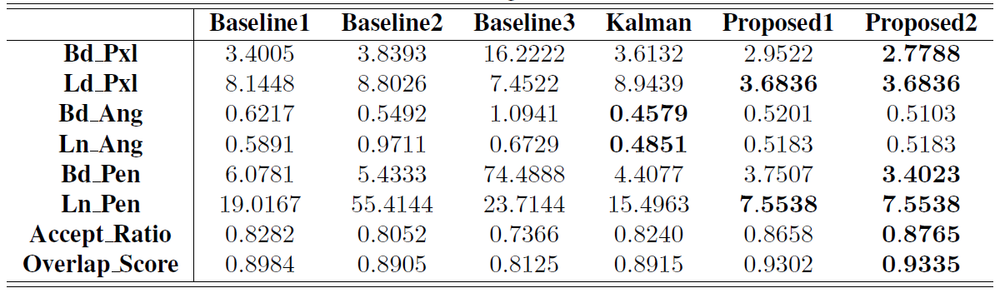 Baseline1 Baseline2 Baseline3 Kalman Proposed1 Proposed2
Bd_Pxl 3.4005 3.8393 16.2222 3.6132 2.9522 2.7788
Ld_Pxl 8.1448 8.8026 7.4522 8.9439 3.6836 3.6836
Bd_Ang 0.6217 0.5492 1.0941 0.4579 0.5201 0.5103
Ln_Ang 0.5891 0.9711 0.6729 0.4851 0.5183 0.5183
Bd_Pen 6.0781 5.4333 74.4888 4.4077 3.7507 3.4023
Ln_Pen 19.0167 55.4144 23.7144 15.4963 7.5538 7.5538
Accept_Ratio 0.8282 0.8052 0.7366 0.8240 0.8658 0.8765
Overlap_Score 0.8984 0.8905 0.8125 0.8915 0.9302 0.9335